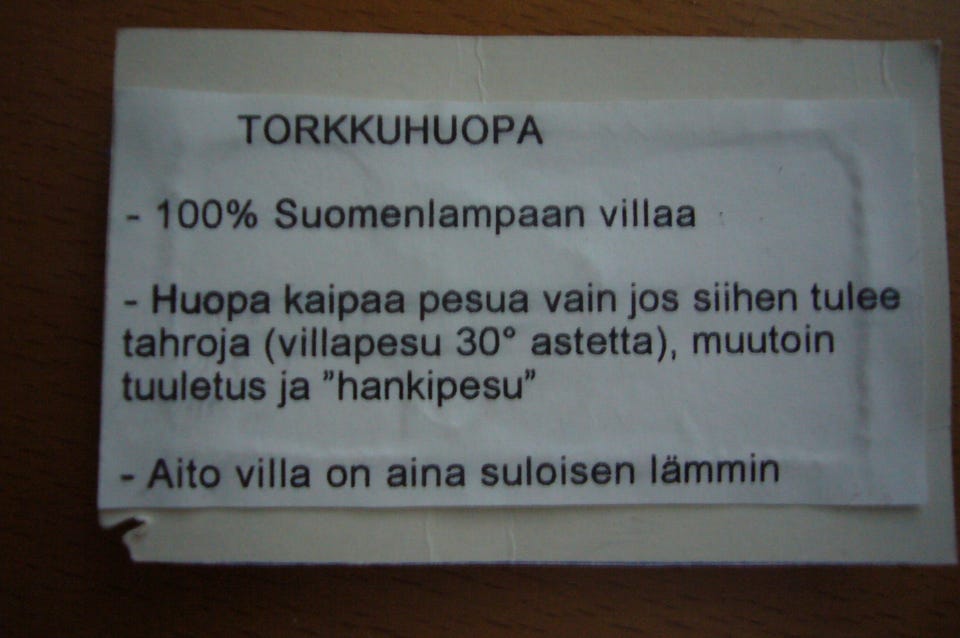 TORKKUHUOPA
- 100% Suomenlampaan villaa
- Huopa kaipaa pesua vain jos siihen tulee
tahroja (villapesu 30° astetta), muutoin
tuuletus ja ”hankipesu”
- Aito villa on aina suloisen lämmin